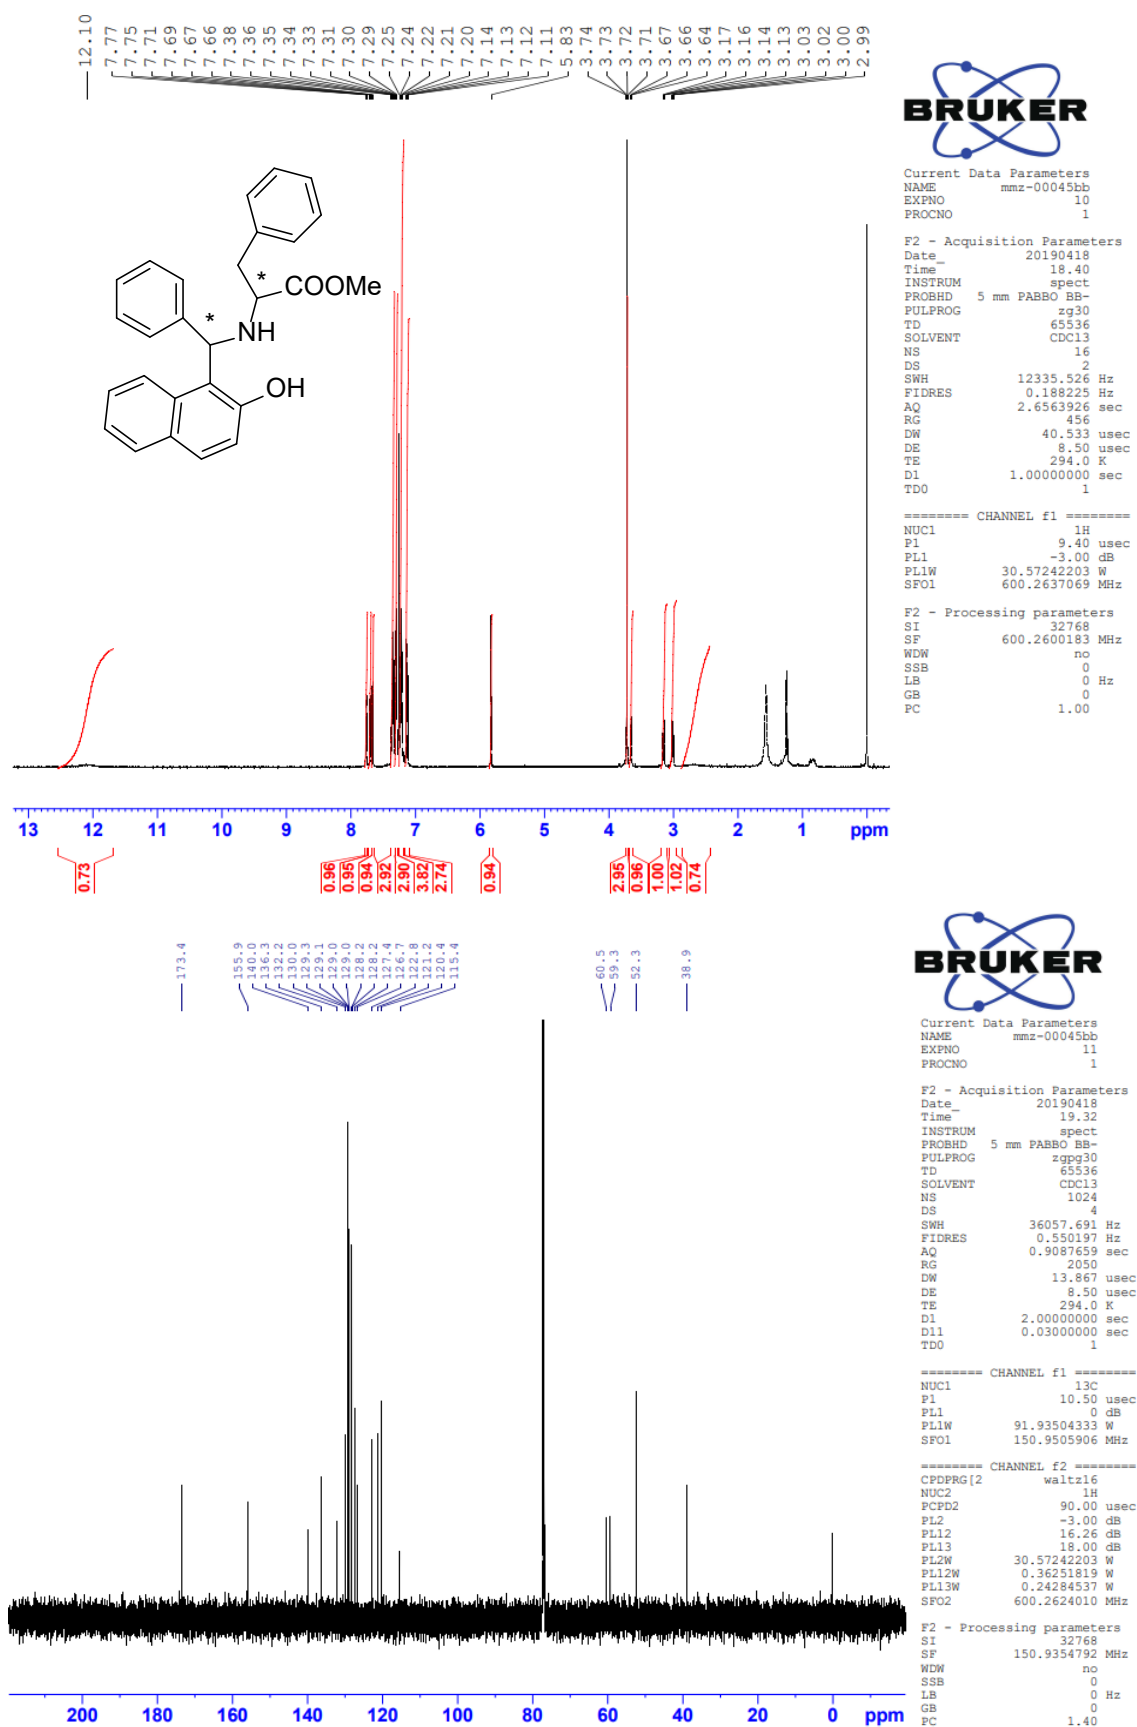 12.10
7.77
7.75
7.71
7.69
7.67
7.66
7.38
7.36
7.35
7.34
7.33
7.31
7.30
7.29
7.25
7.24
7.22
7.21
7.20
7.14
7.13
7.12
7.11
5.83
3.74
3.73
3.72
3.71
3.67
3.66
3.64
3.17
3.16
3.14
3.13
3.03
3.02
3.00
2.99
BRUKER
*
COOMe
*
NH
OH
Current Data Parameters
NAME mmz-00045bb
EXPNO 10
PROCNO 1
F2 - Acquisition Parameters
Date_ 20190418
Time 18.40
INSTRUM spect
PROBHD 5 mm PABBO BB-
PULPROG zg30
TD 65536
SOLVENT CDCl3
NS 16
DS 2
SWH 12335.526 Hz
FIDRES 0.188225 Hz
AQ 2.6563926 sec
RG 456
DW 40.533 usec
DE 8.50 usec
TE 294.0 K
D1 1.00000000 sec
TD0 1
======== CHANNEL f1 ========
NUC1 1H
P1 9.40 usec
PL1 -3.00 dB
PL1W 30.57242203 W
SFO1 600.2637069 MHz
F2 - Processing parameters
SI 32768
SF 600.2600183 MHz
WDW no
SSB 0
LB 0 Hz
GB 0
PC 1.00
13 12 11 10 9 8 7 6 5 4 3 2 1 ppm
0.73
0.96
0.95
0.94
2.92
2.90
3.82
2.74
0.94
2.95
0.96
1.00
1.02
0.74
173.4
155.9
140.0
136.3
132.2
130.0
129.3
129.1
129.0
129.0
128.2
128.2
127.4
126.7
122.8
121.2
120.4
115.4
60.5
59.3
52.3
38.9
BRUKER
Current Data Parameters
NAME mmz-00045bb
EXPNO 11
PROCNO 1
F2 - Acquisition Parameters
Date_ 20190418
Time 19.32
INSTRUM spect
PROBHD 5 mm PABBO BB-
PULPROG zgpg30
TD 65536
SOLVENT CDCl3
NS 1024
DS 4
SWH 36057.691 Hz
FIDRES 0.550197 Hz
AQ 0.9087659 sec
RG 2050
DW 13.867 usec
DE 8.50 usec
TE 294.0 K
D1 2.00000000 sec
D11 0.03000000 sec
TD0 1
======== CHANNEL f1 ========
NUC1 13C
P1 10.50 usec
PL1 0 dB
PL1W 91.93504333 W
SFO1 150.9505906 MHz
======== CHANNEL f2 ========
CPDPRG[2 waltz16
NUC2 1H
PCPD2 90.00 usec
PL2 -3.00 dB
PL12 16.26 dB
PL13 18.00 dB
PL2W 30.57242203 W
PL12W 0.36251819 W
PL13W 0.24284537 W
SFO2 600.2624010 MHz
F2 - Processing parameters
SI 32768
SF 150.9354792 MHz
WDW no
SSB 0
LB 0 Hz
GB 0
PC 1.40
200 180 160 140 120 100 80 60 40 20 0 ppm